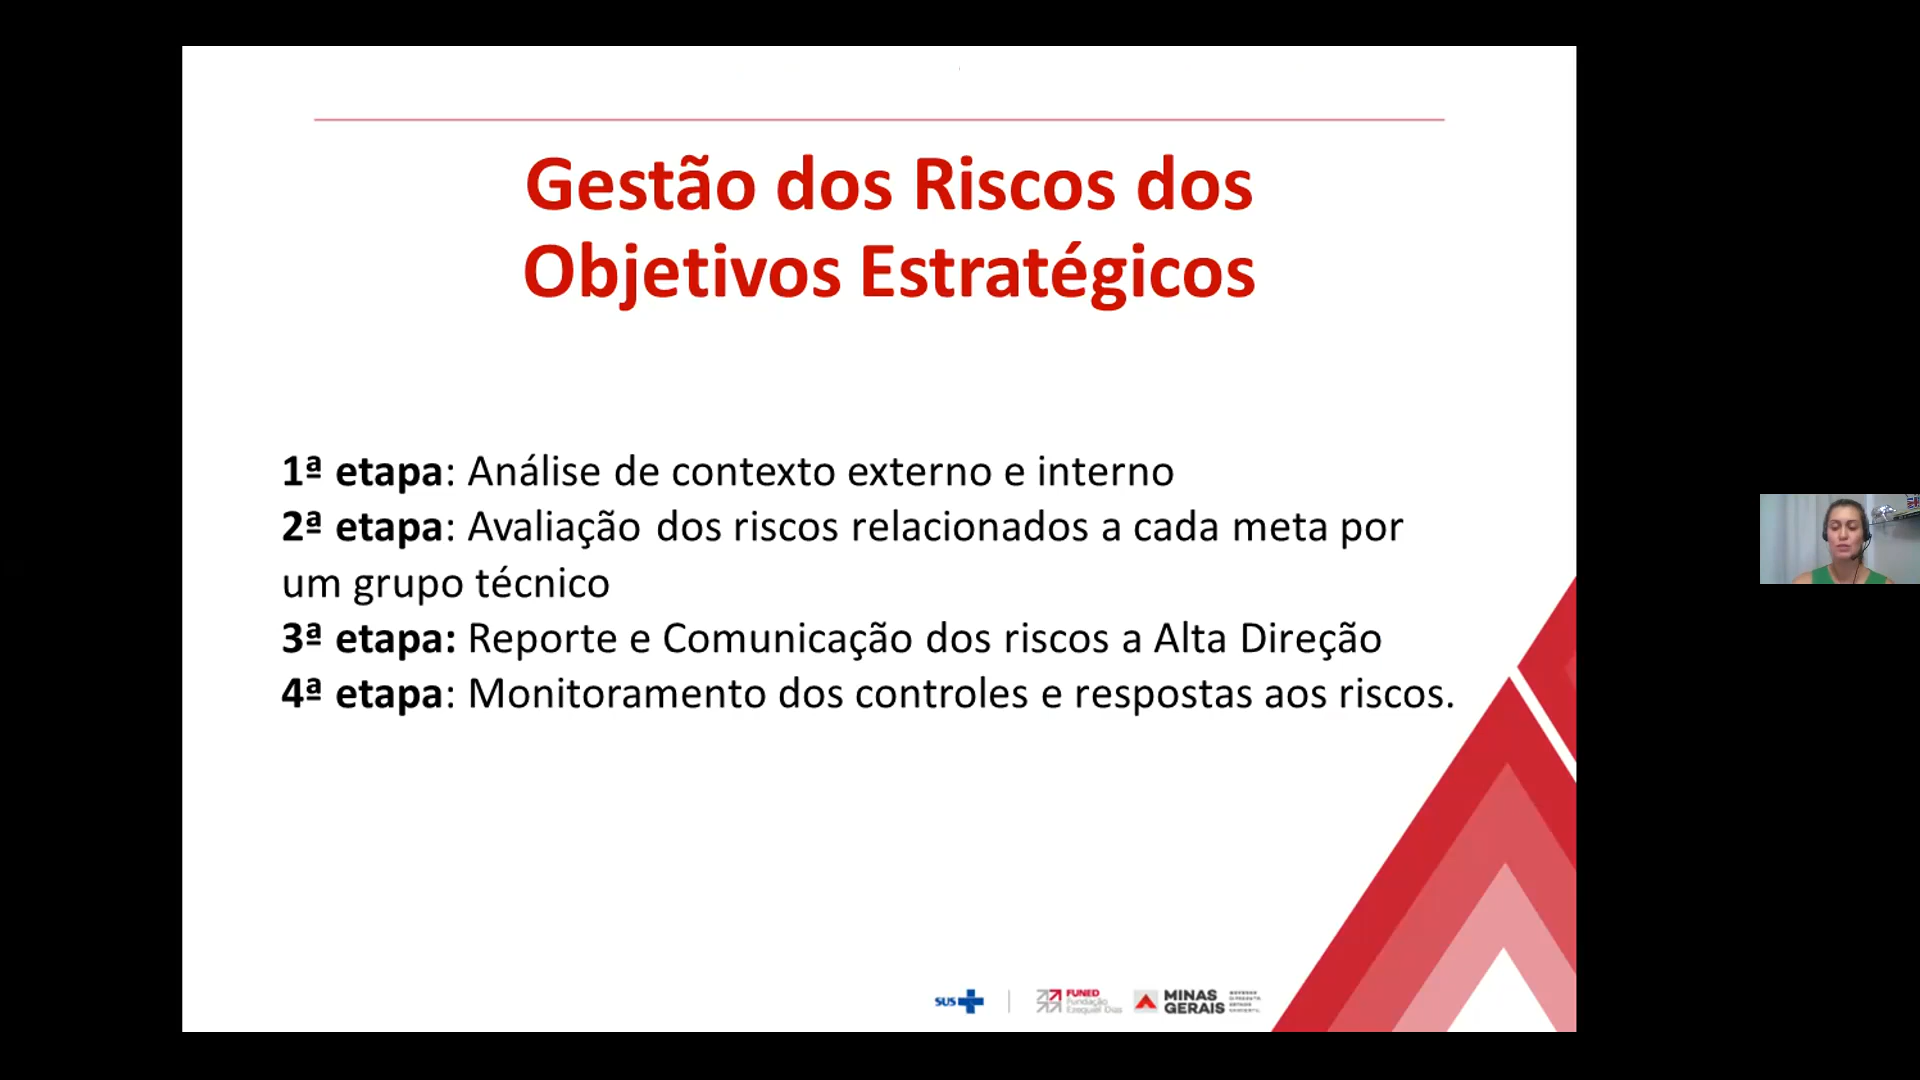 Gestão dos Riscos dos
Objetivos Estratégicos
1ª etapa: Análise de contexto externo e interno
2ª etapa: Avaliação dos riscos relacionados a cada meta por
um grupo técnico
3ª etapa: Reporte e Comunicação dos riscos a Alta Direção
4ª etapa: Monitoramento dos controles e respostas aos riscos.
SUS
FUNED
Fundação
Ezequiel Dias
MINAS
GERAIS